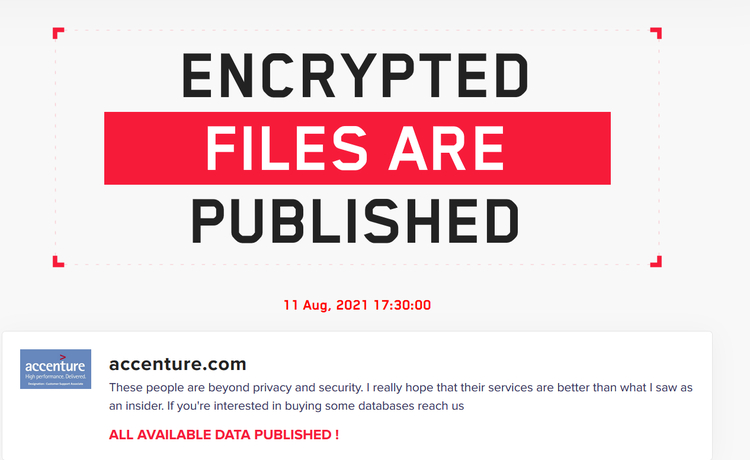 ENCRYPTED
FILES ARE
PUBLISHED
11 Aug, 2021 17:30:00
accenture
High performance. Delivered.
accenture.com
These people are beyond privacy and security. I really hope that their services are better than what I saw as
an insider. If you're interested in buying some databases reach us
ALL AVAILABLE DATA PUBLISHED !